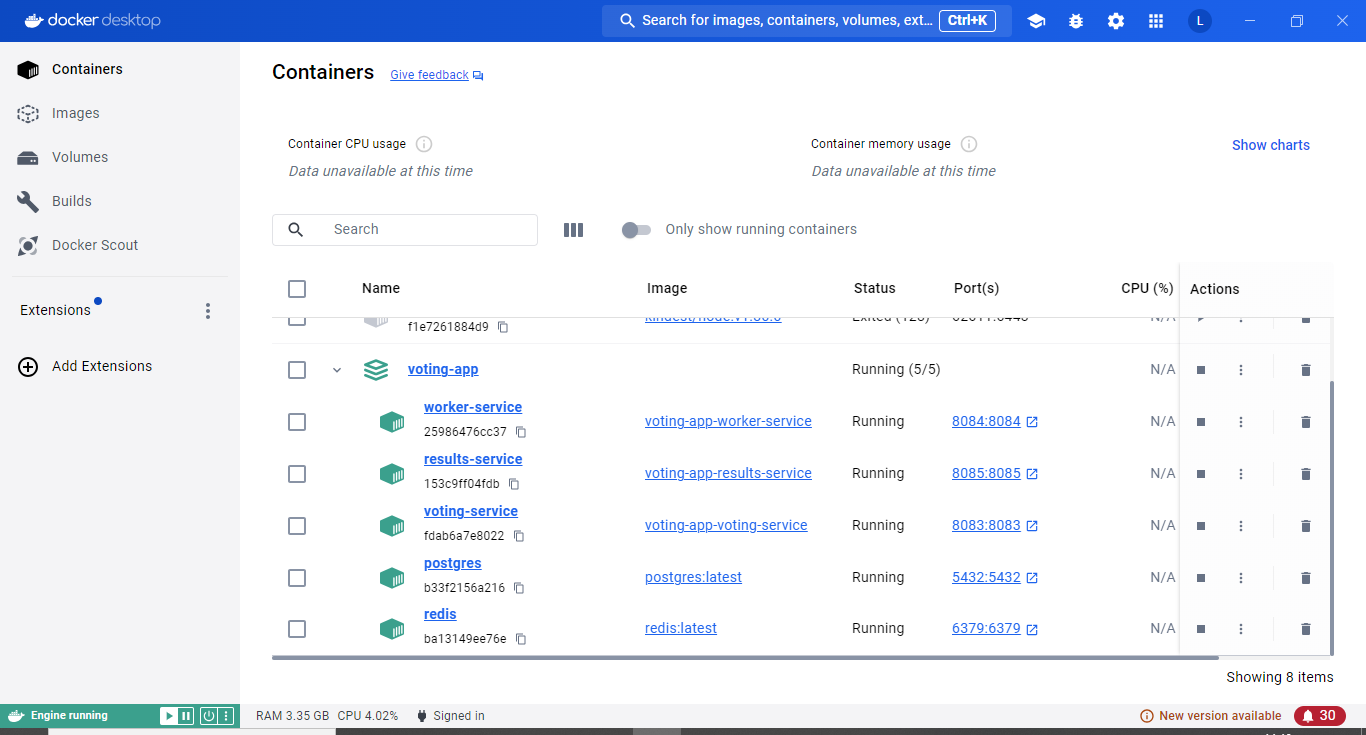 docker desktop
Search for images, containers, volumes, ext... Ctrl+K
L
Containers
Images
Volumes
Builds
Docker Scout
Extensions
Add Extensions
Containers Give feedback
Container CPU usage
Data unavailable at this time
Container memory usage
Data unavailable at this time
Show charts
Search
Only show running containers
Name Image Status Port(s) CPU (%) Actions
f1e7261884d9
voting-app Running (5/5) N/A
worker-service
25986476cc37 voting-app-worker-service Running 8084:8084 N/A
results-service
153c9ff04fdb voting-app-results-service Running 8085:8085 N/A
voting-service
fdab6a7e8022 voting-app-voting-service Running 8083:8083 N/A
postgres
b33f2156a216 postgres:latest Running 5432:5432 N/A
redis
ba13149ee76e redis:latest Running 6379:6379 N/A
Showing 8 items
Engine running
RAM 3.35 GB CPU 4.02% Signed in
New version available
30